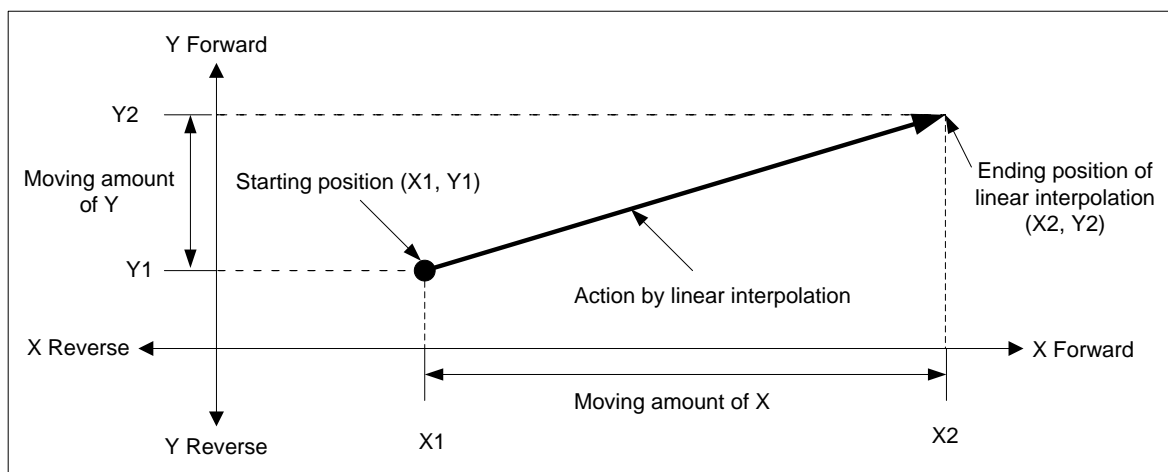 Y Forward
Y2
Moving amount
of Y
Starting position (X1, Y1)
Ending position of
linear interpolation
(X2, Y2)
Y1
Action by linear interpolation
X Reverse
X Forward
Moving amount of X
Y Reverse
X1
X2